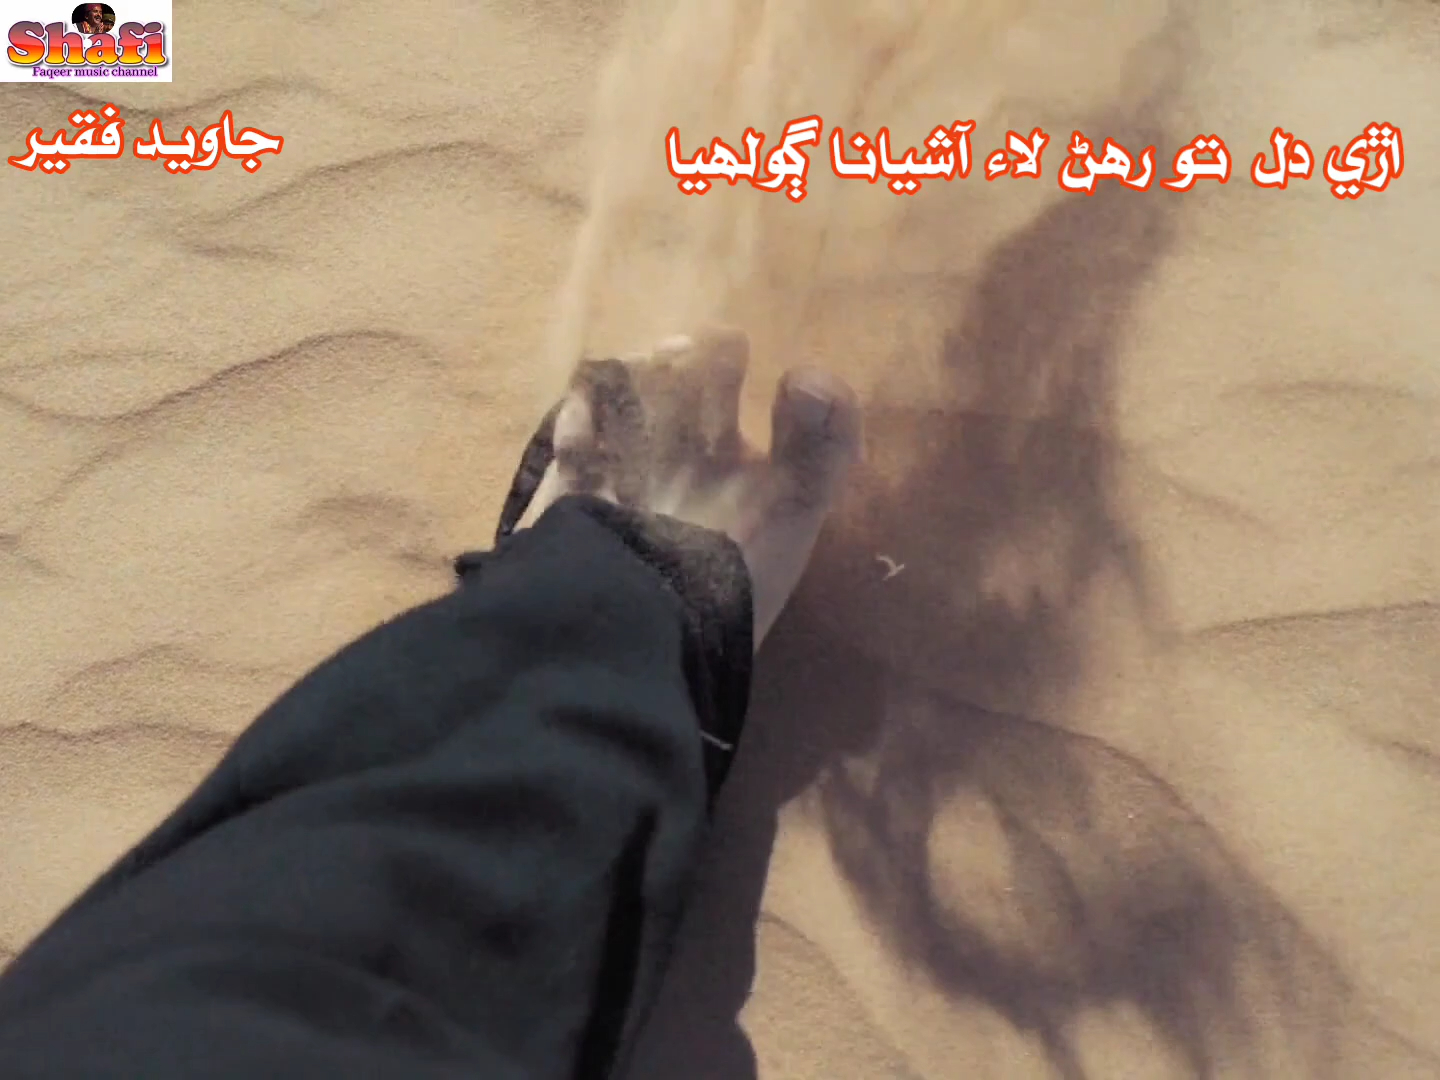 Shafi
Faqeer music channel
جاويد فقير
اڙي دل تو رهڻ لاء آشيانا ڳولهيا